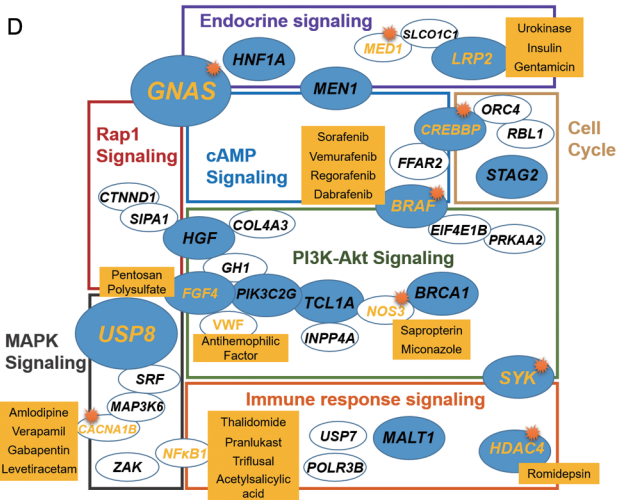 D
Endocrine signaling
HNF1A
MED1
SLCO1C1
LRP2
Urokinase
Insulin
Gentamicin
GNAS
MEN1
Rap1
Signaling
cAMP
Signaling
Sorafenib
Vemurafenib
Regorafenib
Dabrafenib
CREBBP
ORC4
RBL1
Cell
Cycle
FFAR2
STAG2
BRAF
CTNND1
SIPA1
HGF
COL4A3
EIF4E1B
PRKAA2
PI3K-Akt Signaling
GH1
Pentosan
Polysulfate
FGF4
PIK3C2G
TCL1A
NOS3
BRCA1
VWF
Antihemophilic
Factor
INPP4A
Sapropterin
Miconazole
MAPK
Signaling
USP8
SRF
SYK
MAP3K6
CACNA1B
Amlodipine
Verapamil
Gabapentin
Levetiracetam
ZAK
NFκB1
Immune response signaling
Thalidomide
Pranlukast
Triflusal
Acetylsalicylic
acid
USP7
POLR3B
MALT1
HDAC4
Romidepsin